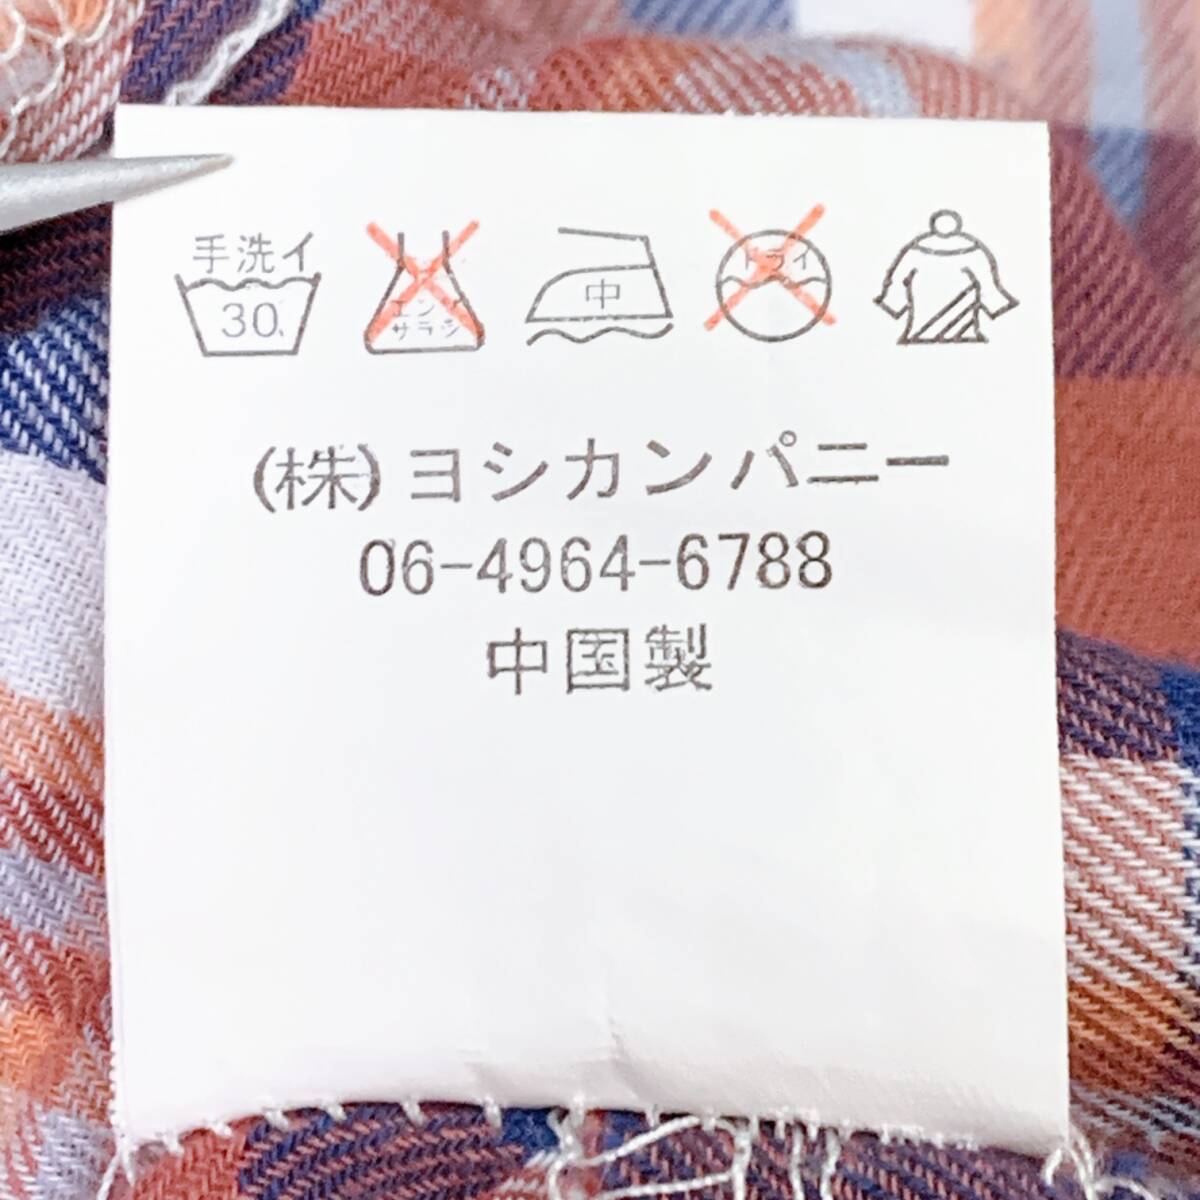 手洗イ
30
エンソ
サラシ
中
ドライ
(株)ヨシカンパニー
06-4964-6788
中国製